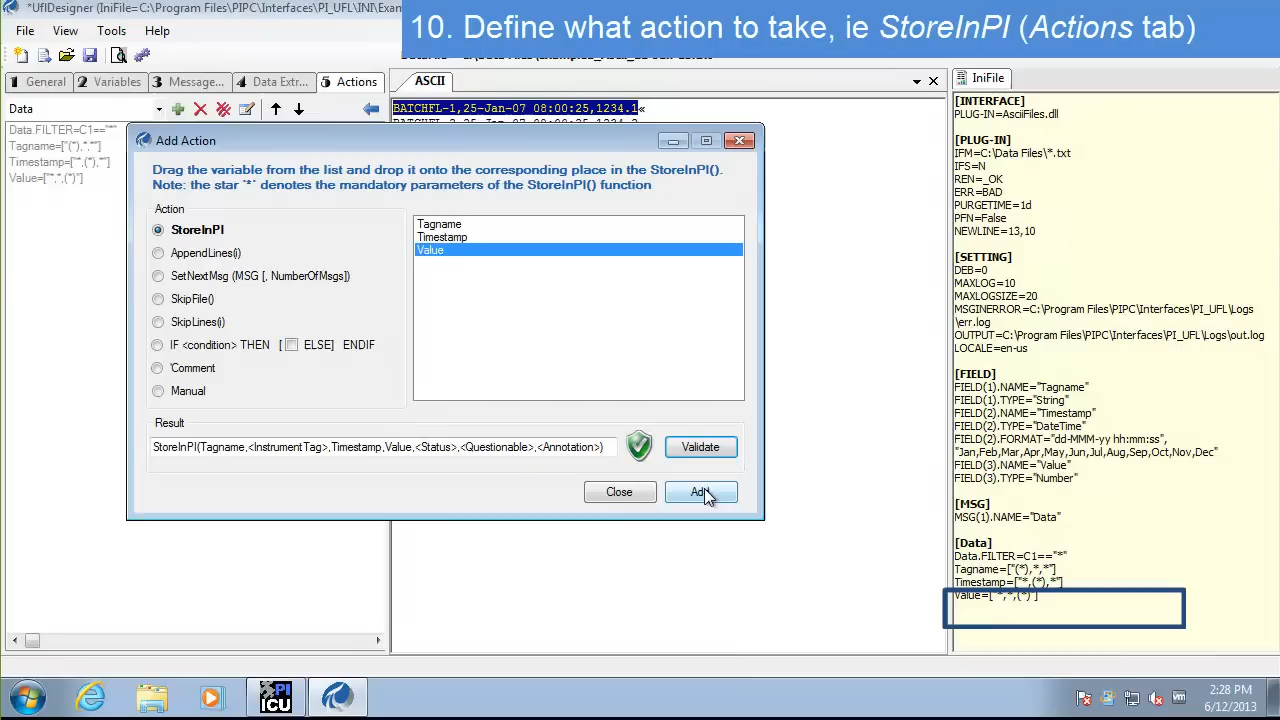 *UflDesigner (IniFile=C:\Program Files\PIPC\Interfaces\PI_UFL\INI\Exam
10. Define what action to take, ie StoreInPI (Actions tab)
File View Tools Help
1 General 2 Variables 3 Message... 4 Data Extr... 5 Actions
ASCII
IniFile
Data
Data.FILTER=C1=="*"
Tagname=["(*),*,*"]
Timestamp=["*,(*),*"]
Value=["*,*,(*)"]
BATCHFL-1,25-Jan-07 08:00:25,1234.1«
Add Action
Drag the variable from the list and drop it onto the corresponding place in the StoreInPI().
Note: the star '*' denotes the mandatory parameters of the StoreInPI() function
Action
StoreInPI
AppendLines(i)
SetNextMsg (MSG [, NumberOfMsgs])
SkipFile()
SkipLines(i)
IF <condition> THEN [ ELSE] ENDIF
'Comment
Manual
Tagname
Timestamp
Value
Result
StoreInPI(Tagname,<InstrumentTag>,Timestamp,Value,<Status>,<Questionable>,<Annotation>)
Validate
Close
Add
[INTERFACE]
PLUG-IN=AsciiFiles.dll
[PLUG-IN]
IFM=C:\Data Files\*.txt
IFS=N
REN=_OK
ERR=BAD
PURGETIME=1d
PFN=False
NEWLINE=13,10
[SETTING]
DEB=0
MAXLOG=10
MAXLOGSIZE=20
MSGINERROR=C:\Program Files\PIPC\Interfaces\PI_UFL\Logs
\err.log
OUTPUT=C:\Program Files\PIPC\Interfaces\PI_UFL\Logs\out.log
LOCALE=en-us
[FIELD]
FIELD(1).NAME="Tagname"
FIELD(1).TYPE="String"
FIELD(2).NAME="Timestamp"
FIELD(2).TYPE="DateTime"
FIELD(2).FORMAT="dd-MMM-yy hh:mm:ss",
"Jan,Feb,Mar,Apr,May,Jun,Jul,Aug,Sep,Oct,Nov,Dec"
FIELD(3).NAME="Value"
FIELD(3).TYPE="Number"
[MSG]
MSG(1).NAME="Data"
[Data]
Data.FILTER=C1=="*"
Tagname=["(*),*,*"]
Timestamp=["*,(*),*"]
Value=["*,*,(*)"]
PI
ICU
vm
2:28 PM
6/12/2013